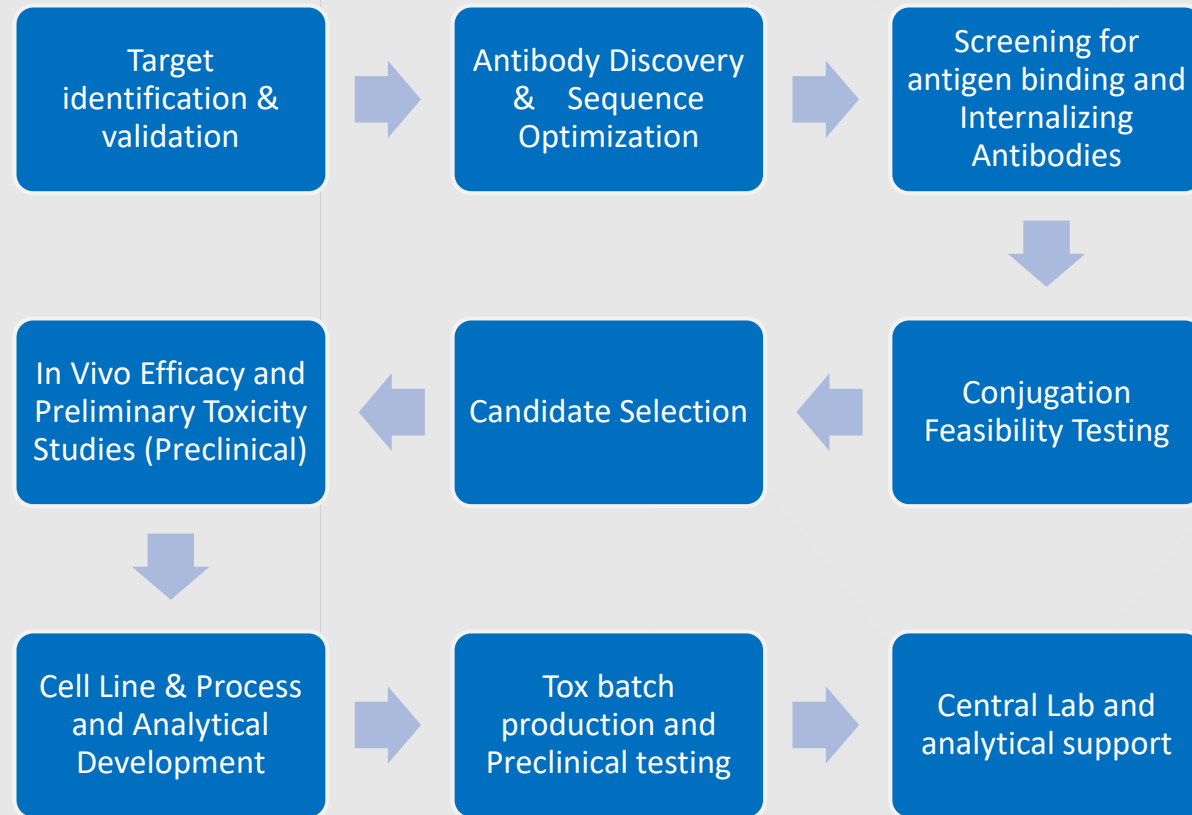 Target
identification &
validation
Antibody Discovery
& Sequence
Optimization
Screening for
antigen binding and
Internalizing
Antibodies
Conjugation
Feasibility Testing
Candidate Selection
In Vivo Efficacy and
Preliminary Toxicity
Studies (Preclinical)
Cell Line & Process
and Analytical
Development
Tox batch
production and
Preclinical testing
Central Lab and
analytical support